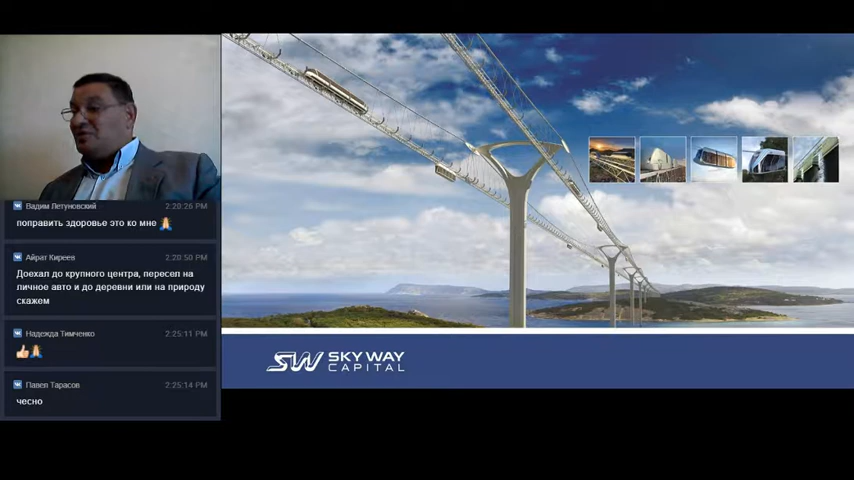 Вадим Летуновский 2:20:26 PM
поправить здоровье это ко мне
Айрат Киреев 2:20:50 PM
Доехал до крупного центра, пересел на
личное авто и до деревни или на природу
скажем
Надежда Тимченко 2:25:11 PM
Павел Тарасов 2:25:14 PM
чесно
SW SKY WAY
CAPITAL